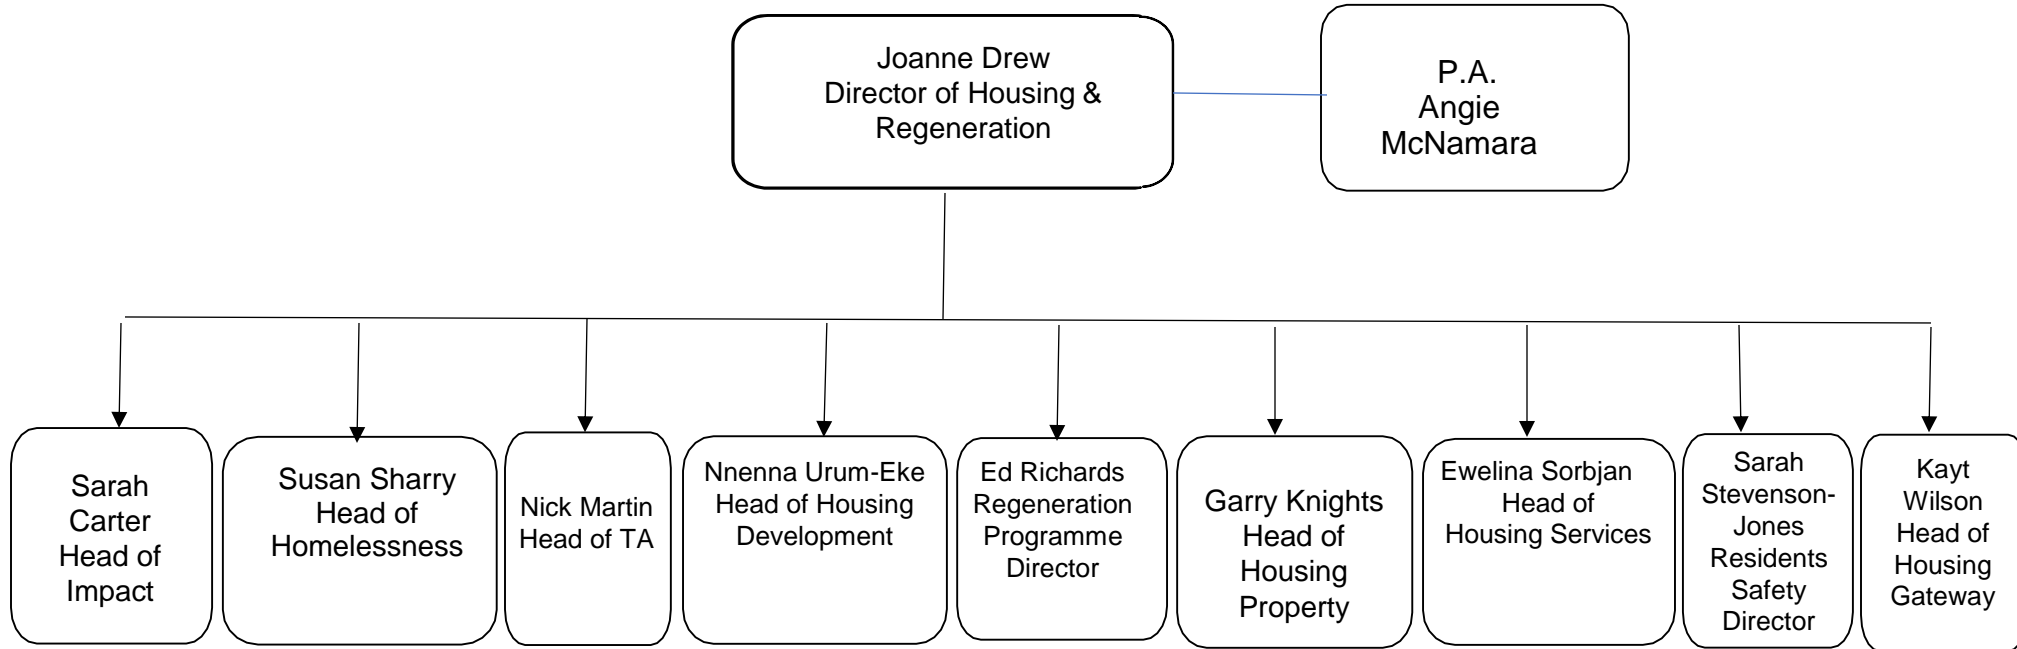 Joanne Drew
Director of Housing &
Regeneration
P.A.
Angie
McNamara
Sarah
Carter
Head of
Impact
Susan Sharry
Head of
Homelessness
Nick Martin
Head of TA
Nnenna Urum-Eke
Head of Housing
Development
Ed Richards
Regeneration
Programme
Director
Garry Knights
Head of
Housing
Property
Ewelina Sorbjan
Head of
Housing Services
Sarah
Stevenson-
Jones
Residents
Safety
Director
Kayt
Wilson
Head of
Housing
Gateway